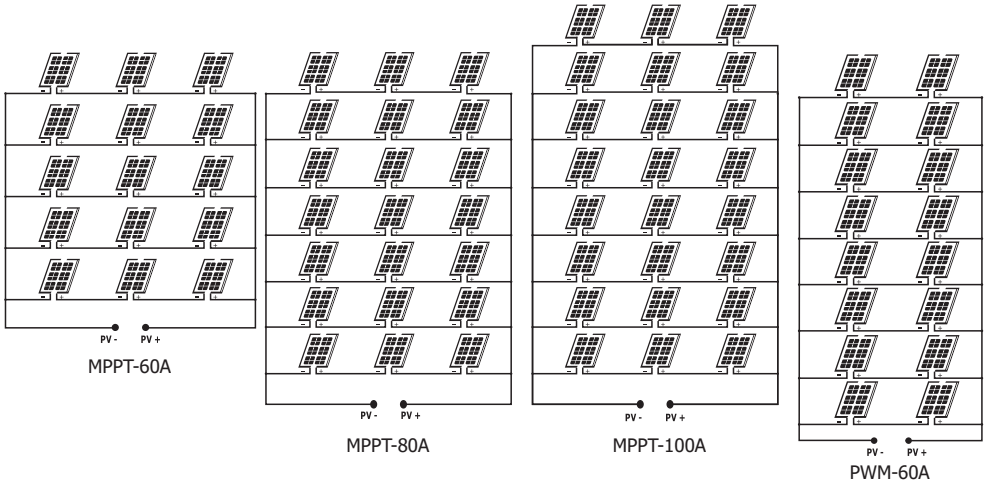 PV - PV +
MPPT-60A
PV - PV +
MPPT-80A
PV - PV +
MPPT-100A
PV - PV +
PWM-60A